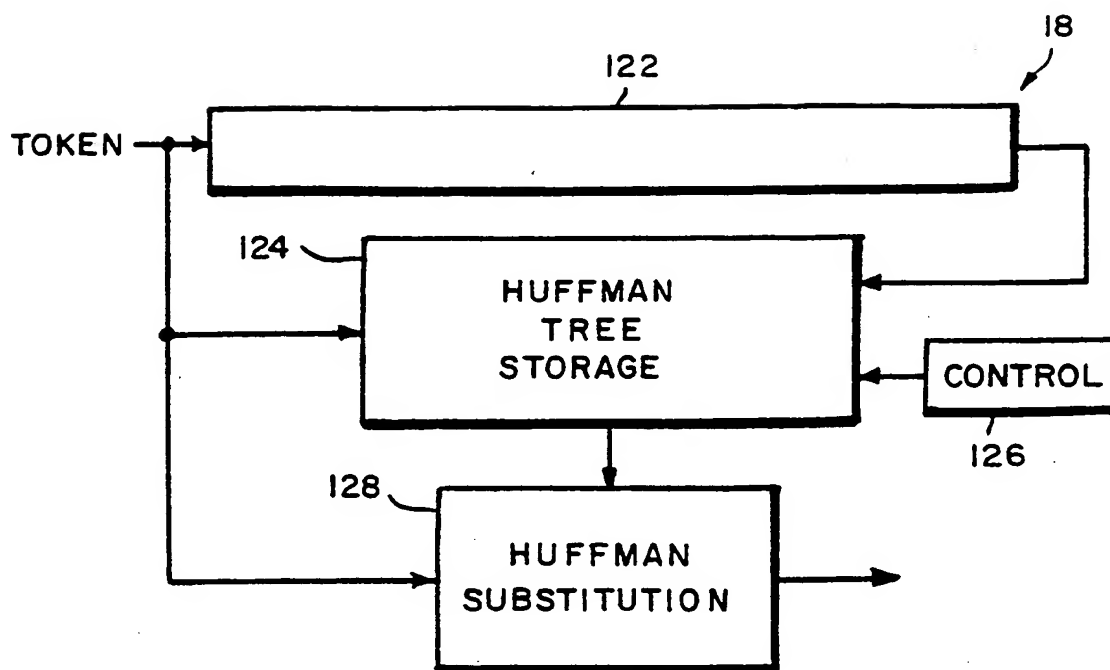 18
122
TOKEN
124
HUFFMAN
TREE
STORAGE
CONTROL
126
128
HUFFMAN
SUBSTITUTION